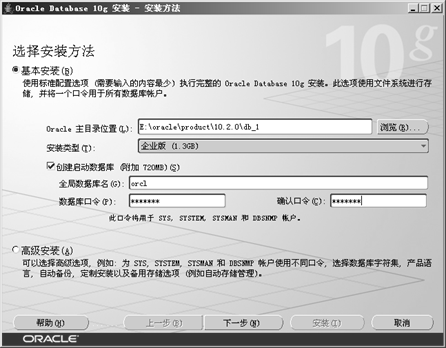 Oracle Database 10g 安装 - 安装方法
10g
选择安装方法
基本安装(B)
使用标准配置选项 (需要输入的内容最少) 执行完整的 Oracle Database 10g 安装。此选项使用文件系统进行存
储, 并将一个口令用于所有数据库帐户。
Oracle 主目录位置(L): E:\oracle\product\10.2.0\db_1 浏览(R)...
安装类型(T): 企业版 (1.3GB)
创建启动数据库 (附加 720MB)(S)
全局数据库名(G): orcl
数据库口令(P): ******* 确认口令(C): *******
此口令将用于 SYS, SYSTEM, SYSMAN 和 DBSNMP 帐户。
高级安装(A)
可以选择高级选项, 例如: 为 SYS, SYSTEM, SYSMAN 和 DBSNMP 帐户使用不同口令, 选择数据库字符集, 产品语
言, 自动备份, 定制安装以及备用存储选项 (例如自动存储管理)。
帮助(H) 上一步(B) 下一步(N) 安装(I) 取消
ORACLE